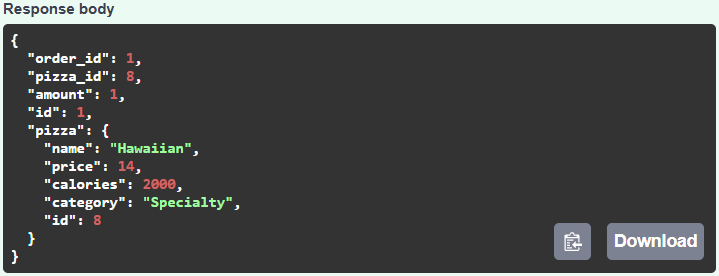 Response body
{
  "order_id": 1,
  "pizza_id": 8,
  "amount": 1,
  "id": 1,
  "pizza": {
    "name": "Hawaiian",
    "price": 14,
    "calories": 2000,
    "category": "Specialty",
    "id": 8
  }
}
Download